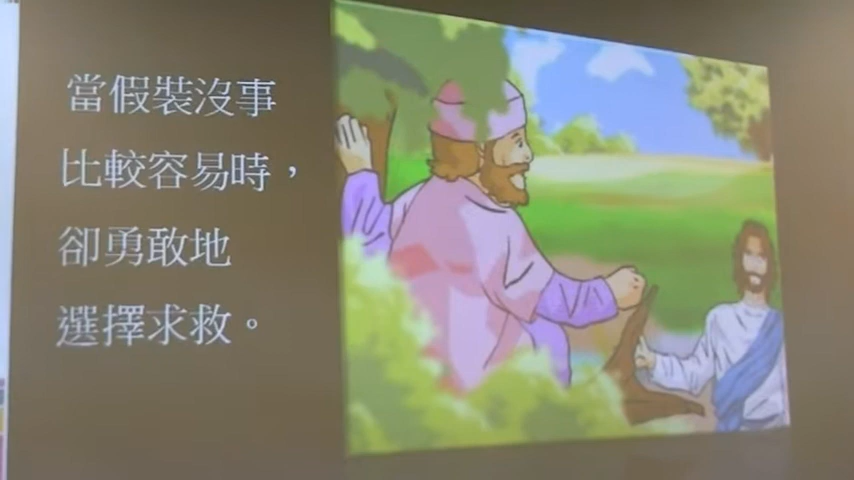 當假裝沒事
比較容易時，
卻勇敢地
選擇求救。